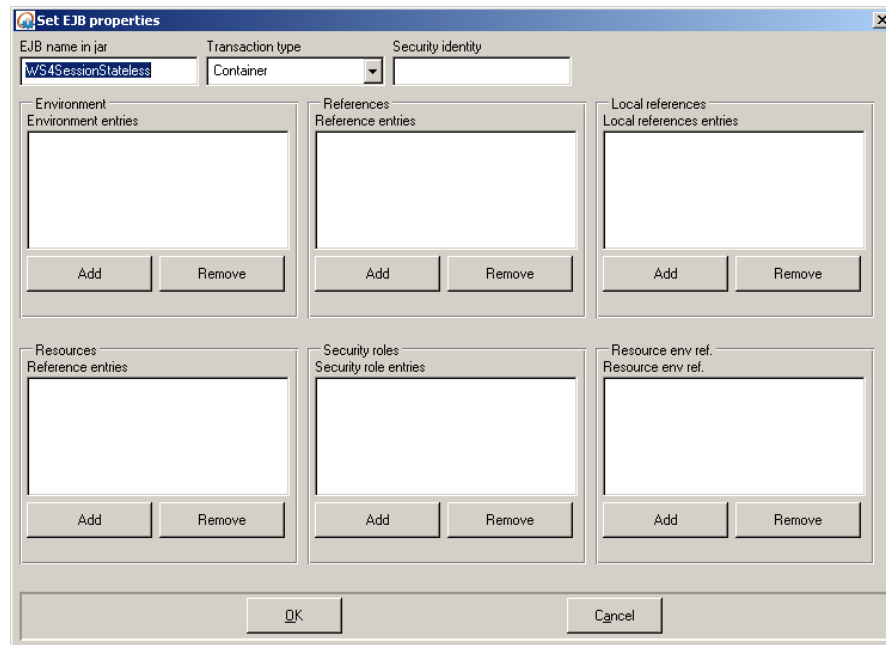 Set EJB properties
EJB name in jar Transaction type Security identity
WS4SessionStateless Container
Environment References Local references
Environment entries Reference entries Local references entries
Add Remove Add Remove Add Remove
Resources Security roles Resource env ref.
Reference entries Security role entries Resource env ref.
Add Remove Add Remove Add Remove
OK Cancel